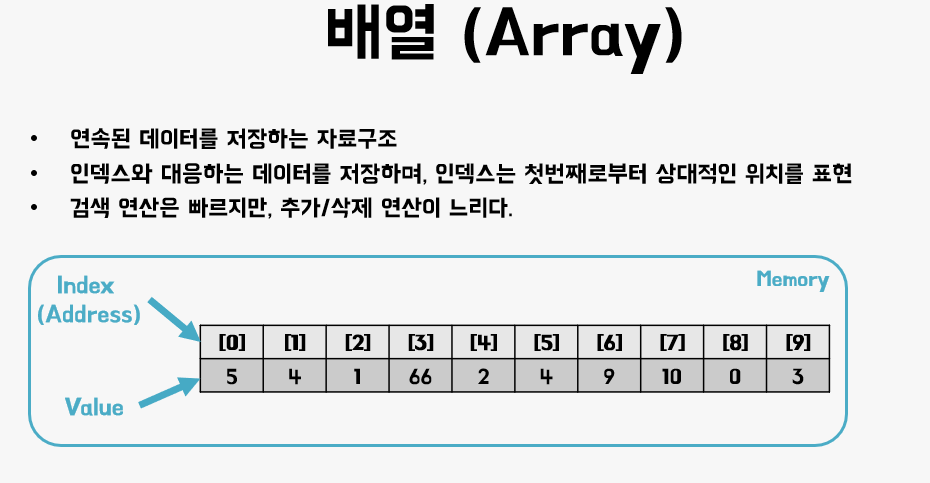 배열 (Array)
• 연속된 데이터를 저장하는 자료구조
• 인덱스와 대응하는 데이터를 저장하며, 인덱스는 첫번째로부터 상대적인 위치를 표현
• 검색 연산은 빠르지만, 추가/삭제 연산이 느리다.
Memory
Index
(Address)
[0] [1] [2] [3] [4] [5] [6] [7] [8] [9]
5 4 1 66 2 4 9 10 0 3
Value